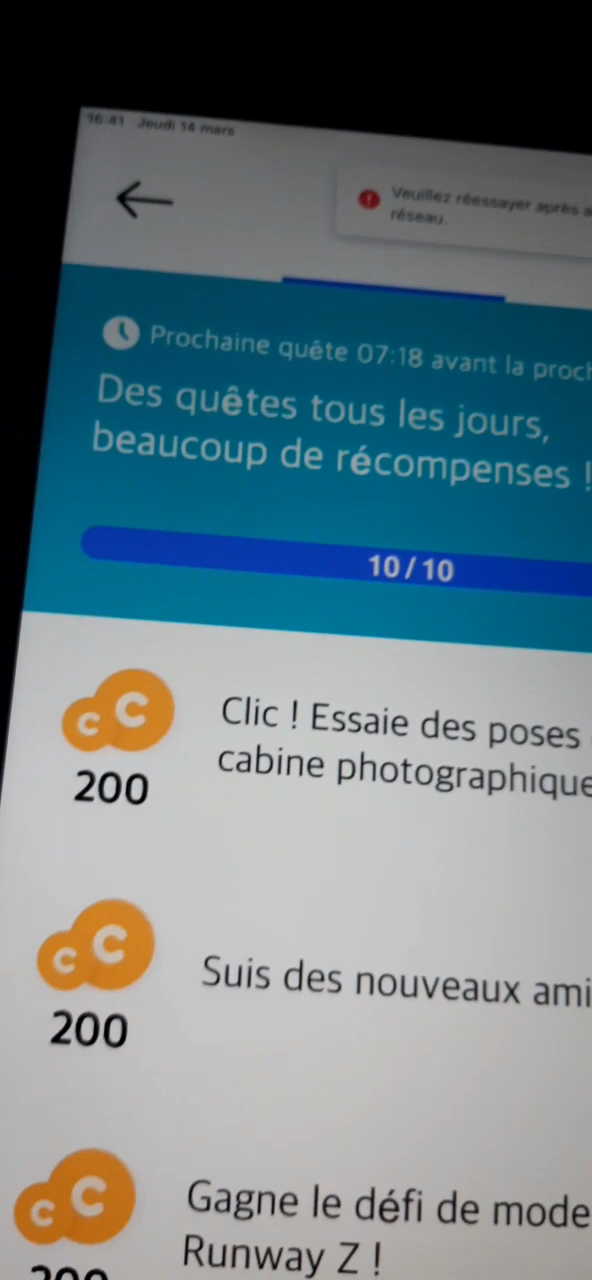 16:41 Jeudi 14 mars
Veuillez réessayer après a
réseau.
Prochaine quête 07:18 avant la proch
Des quêtes tous les jours,
beaucoup de récompenses !
10/10
Clic ! Essaie des poses
cabine photographique
200
Suis des nouveaux ami
200
Gagne le défi de mode
Runway Z !
200